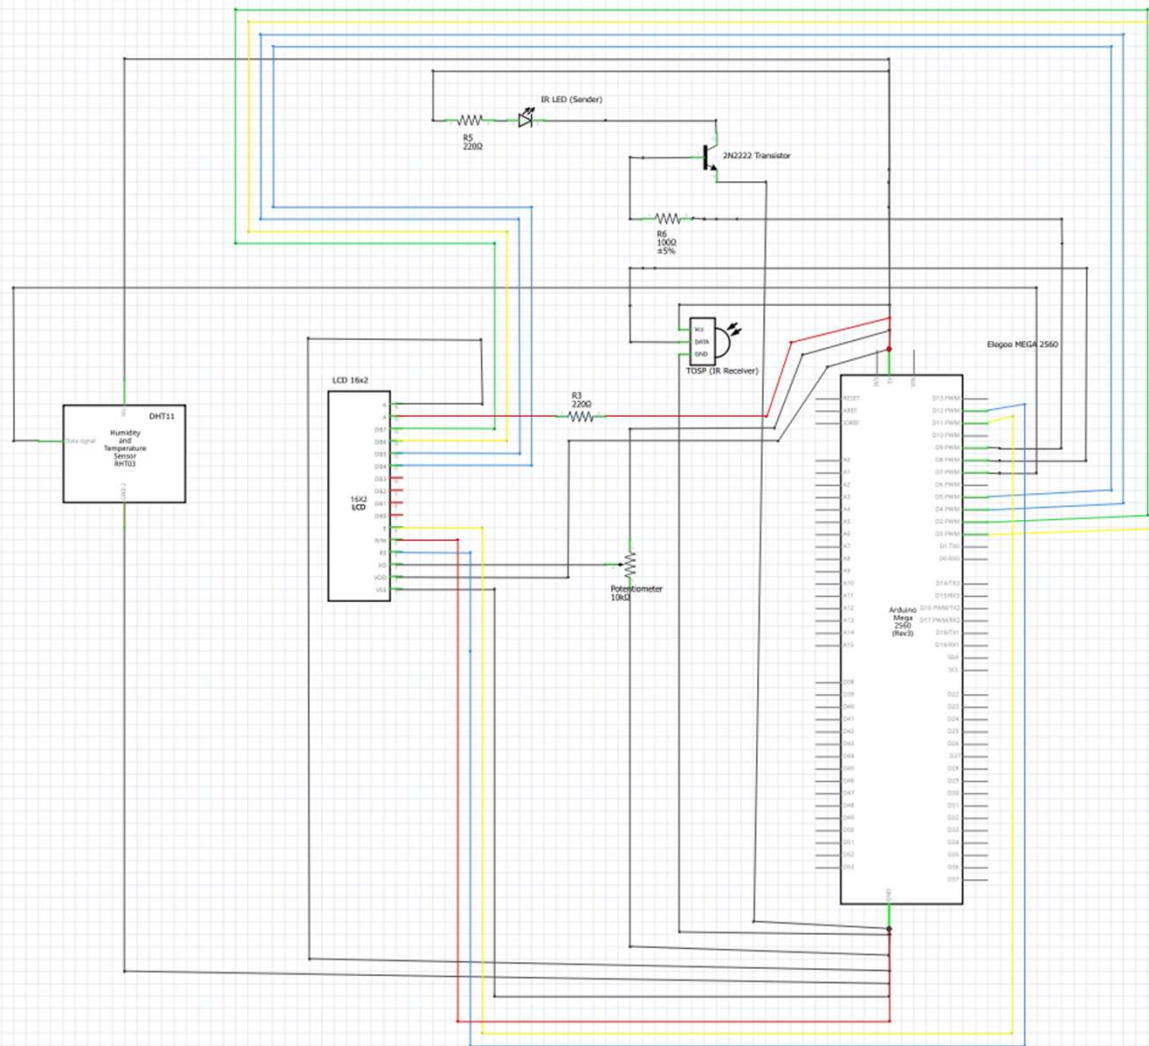 IR LED (Sender)
R5
220Ω
2N2222 Transistor
R6
100Ω
±5%
Vcc
DATA
GND
TOSP (IR Receiver)
Elegoo MEGA 2560
LCD 16x2
R3
220Ω
DHT11
Humidity
and
Temperature
Sensor
RHT03
Data signal
K
A
DB7
DB6
DB5
DB4
DB3
DB2
DB1
DB0
E
R/W
RS
VO
VDD
VSS
16X2
LCD
Potentiometer
10kΩ
3V3
5V
VIN
RESET
AREF
IOREF
A0
A1
A2
A3
A4
A5
A6
A7
A8
A9
A10
A11
A12
A13
A14
A15
D38
D39
D40
D41
D42
D43
D44
D45
D46
D47
D48
D49
D50
D51
D52
D53
D13 PWM
D12 PWM
D11 PWM
D10 PWM
D9 PWM
D8 PWM
D7 PWM
D6 PWM
D5 PWM
D4 PWM
D2 PWM
D3 PWM
D1 TX0
D0 RX0
D14/TX3
D15/RX3
D16 PWM/TX2
D17 PWM/RX2
D18/TX1
D19/RX1
SDA
SCL
D22
D23
D24
D25
D26
D27
D28
D29
D30
D31
D32
D33
D34
D35
D36
D37
Arduino
Mega
2560
(Rev3)
GND